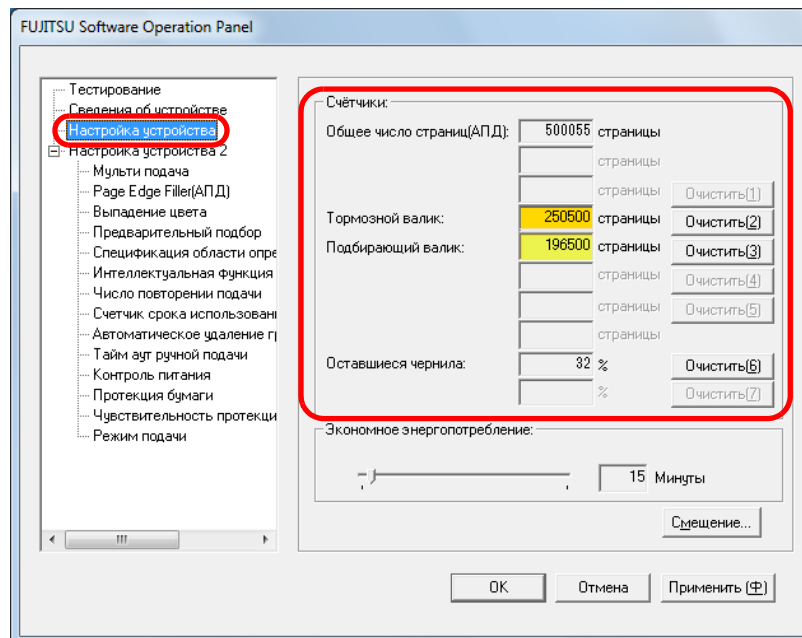 FUJITSU Software Operation Panel
Тестирование
Сведения об устройстве
Настройка устройства
Настройка устройства 2
Мульти подача
Page Edge Filler(АПД)
Выпадение цвета
Предварительный подбор
Спецификация области опре
Интеллектуальная функция
Число повторении подачи
Счетчик срока использован
Автоматическое удаление г
Тайм аут ручной подачи
Контроль питания
Протекция бумаги
Чувствительность протекци
Режим подачи
Счётчики:
Общее число страниц(АПД): 500055 страницы
страницы
страницы Очистить(1)
Тормозной валик: 250500 страницы Очистить(2)
Подбирающий валик: 196500 страницы Очистить(3)
страницы Очистить(4)
страницы Очистить(5)
страницы
Оставшиеся чернила: 32 % Очистить(6)
% Очистить(7)
Экономное энергопотребление:
15 Минуты
Смещение...
OK Отмена Применить (Ф)